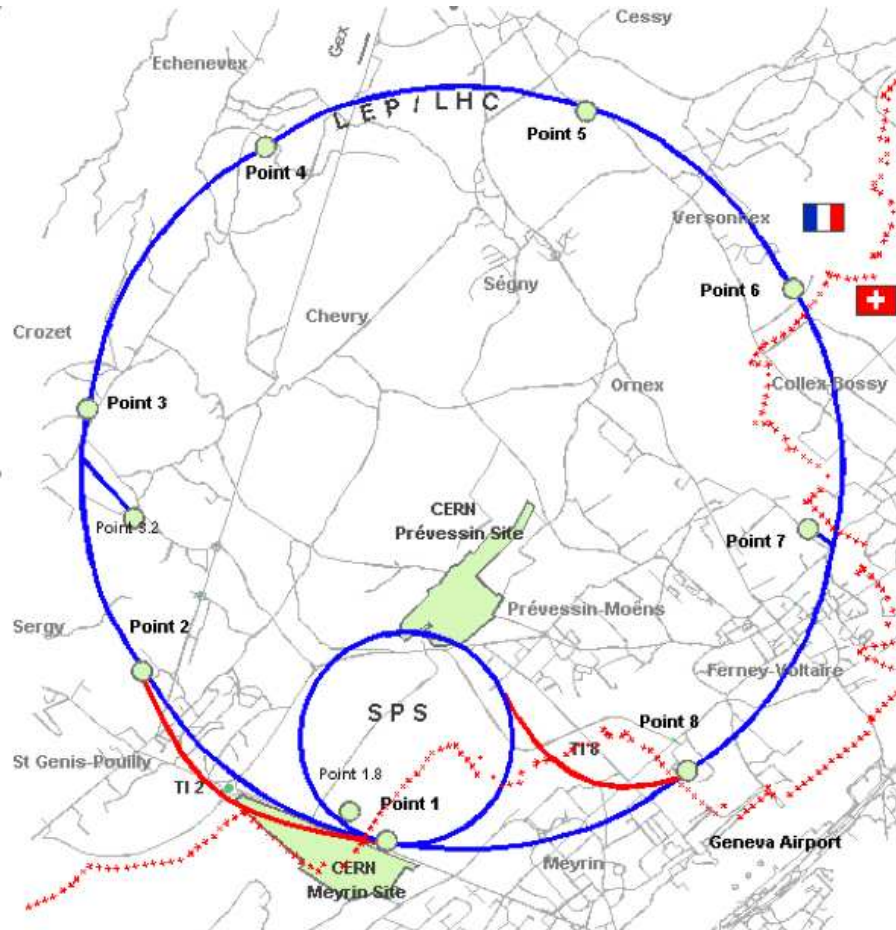 Cessy
Gex
Echenevex
LEP/LHC
Point 5
Point 4
Versonnex
Ségny
Point 6
Chevry
Crozet
Collex-Bossy
Ornex
Point 3
CERN
Prévessin Site
Point 3.2
Point 7
Prévessin-Moëns
Sergy
Point 2
Ferney-Voltaire
SPS
Point 8
St Genis-Pouilly
TI 8
Point 1.8
TI 2
Point 1
Geneva Airport
Meyrin
CERN
Meyrin Site